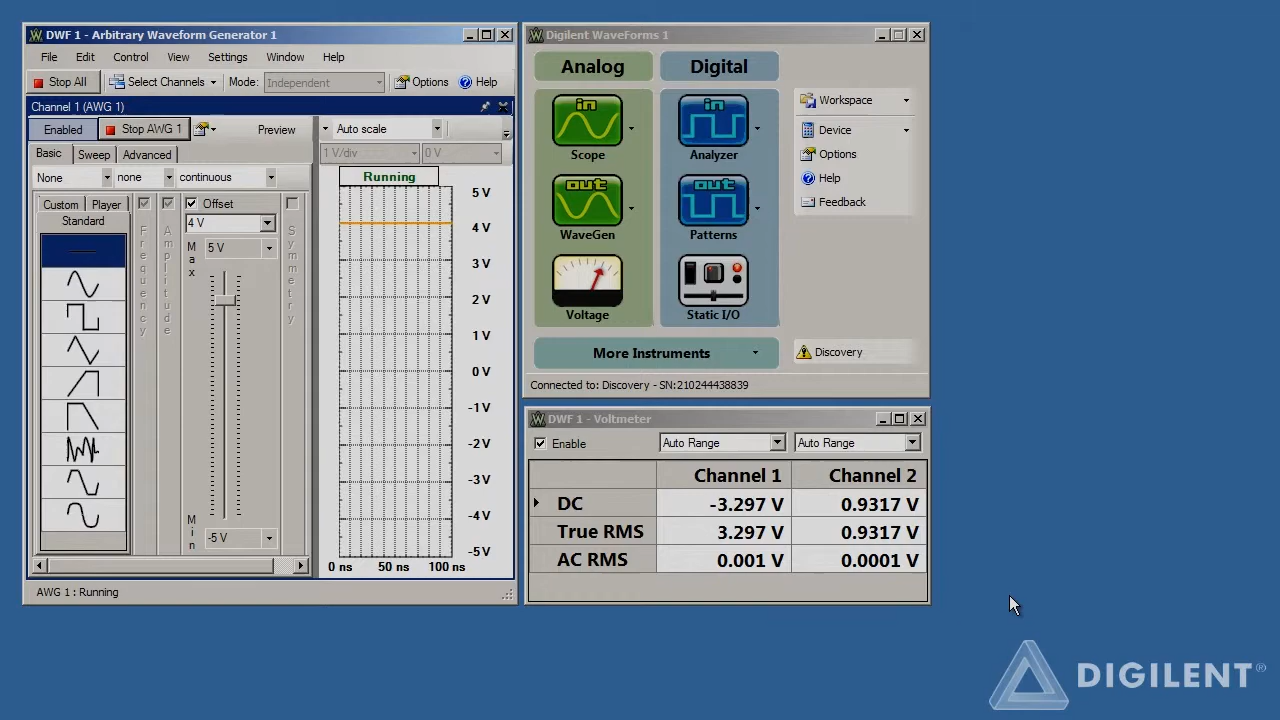 DWF 1 - Arbitrary Waveform Generator 1
File Edit Control View Settings Window Help
Stop All Select Channels Mode: Independent Options Help
Channel 1 (AWG 1)
Enabled Stop AWG 1 Preview
Auto scale
Basic Sweep Advanced
1 V/div 0 V
None none continuous
Running
Custom Player
Standard
Offset
4 V
Frequency
Amplitude
Max
5 V
Symmetry
Min
-5 V
5 V
4 V
3 V
2 V
1 V
0 V
-1 V
-2 V
-3 V
-4 V
-5 V
0 ns 50 ns 100 ns
AWG 1 : Running
Digilent WaveForms 1
Analog Digital
in in
Scope Analyzer
out out
WaveGen Patterns
Voltage Static I/O
More Instruments
Workspace
Device
Options
Help
Feedback
Discovery
Connected to: Discovery - SN:210244438839
DWF 1 - Voltmeter
Enable Auto Range Auto Range
Channel 1 Channel 2
DC -3.297 V 0.9317 V
True RMS 3.297 V 0.9317 V
AC RMS 0.001 V 0.0001 V
DIGILENT®